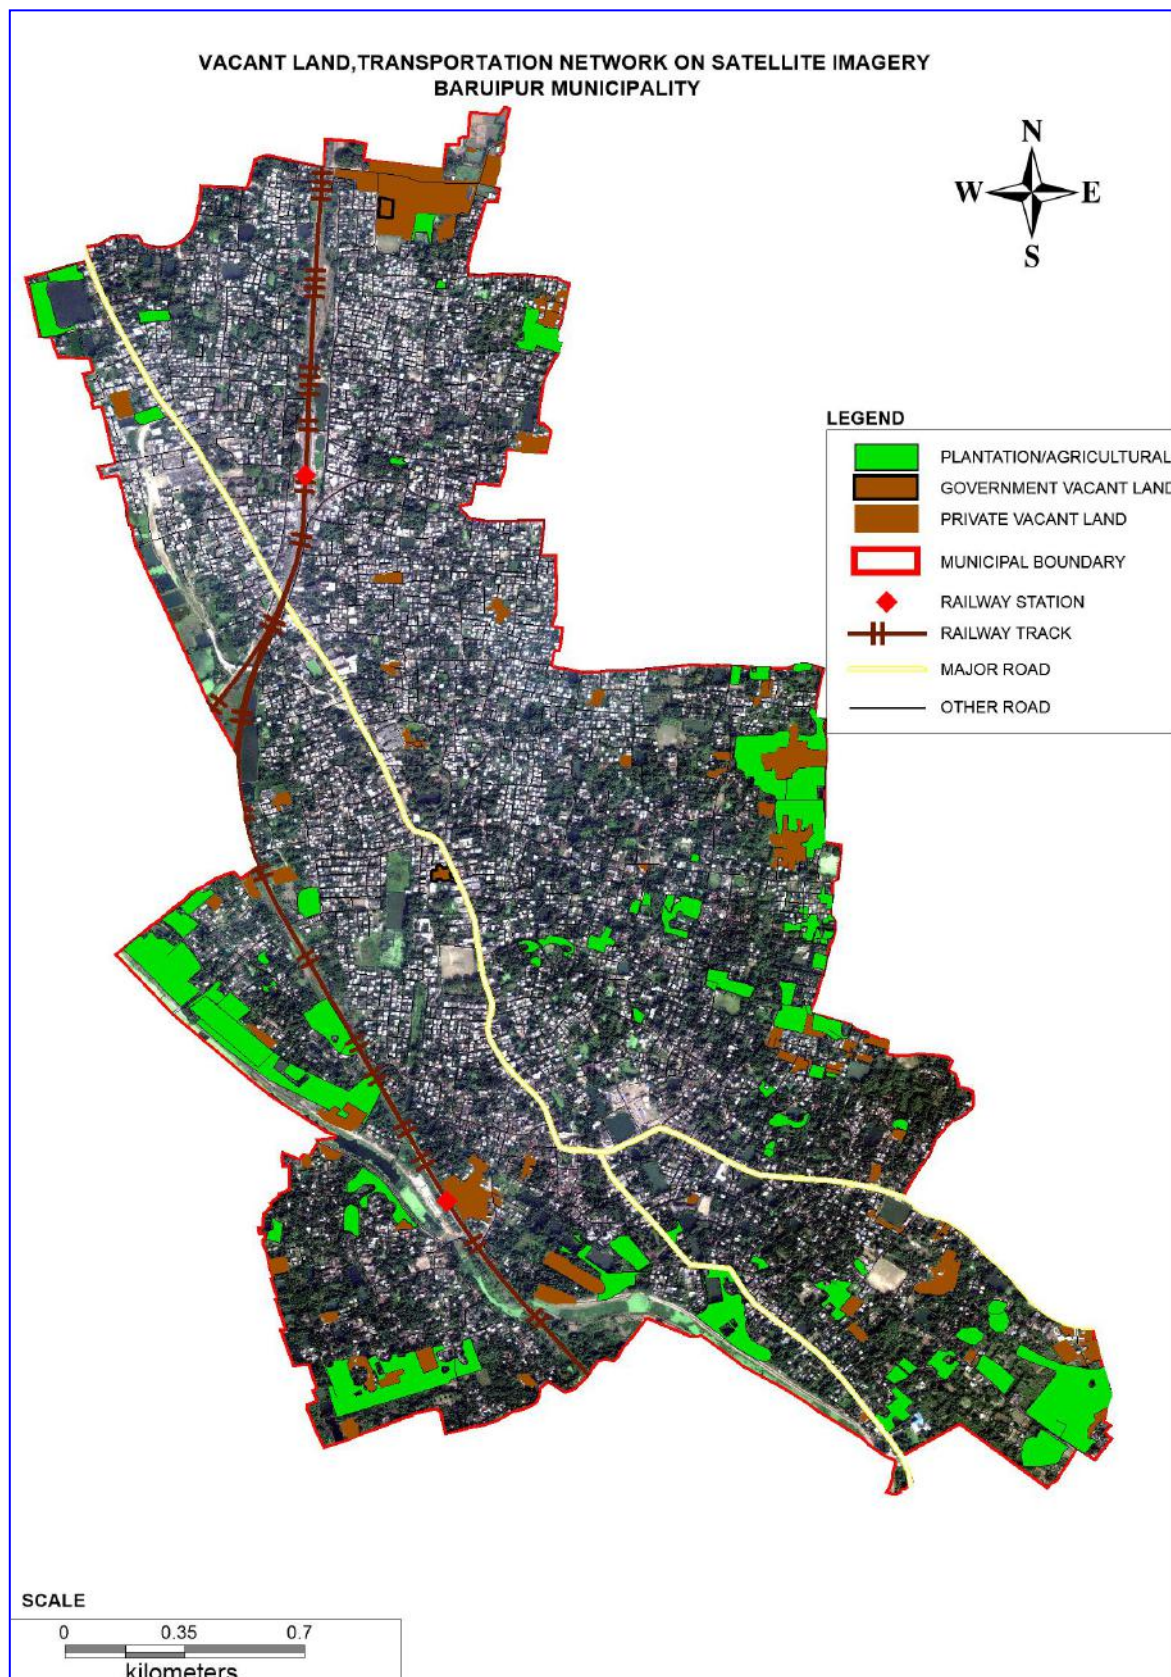 VACANT LAND,TRANSPORTATION NETWORK ON SATELLITE IMAGERY
BARUIPUR MUNICIPALITY
N
W E
S
LEGEND
PLANTATION/AGRICULTURAL
GOVERNMENT VACANT LAND
PRIVATE VACANT LAND
MUNICIPAL BOUNDARY
RAILWAY STATION
RAILWAY TRACK
MAJOR ROAD
OTHER ROAD
SCALE
0 0.35 0.7
kilometers